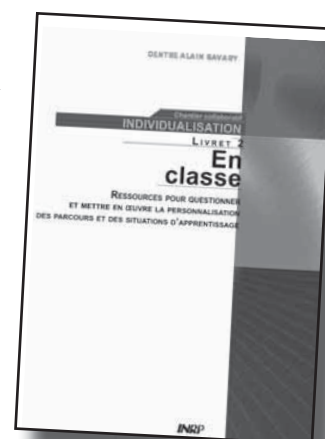 CENTRE ALAIN SAVARY
Chantier collaboratif
INDIVIDUALISATION
LIVRET 2
En
classe
RESSOURCES POUR QUESTIONNER
ET METTRE EN ŒUVRE LA PERSONNALISATION
DES PARCOURS ET DES SITUATIONS D'APPRENTISSAGE
INRP